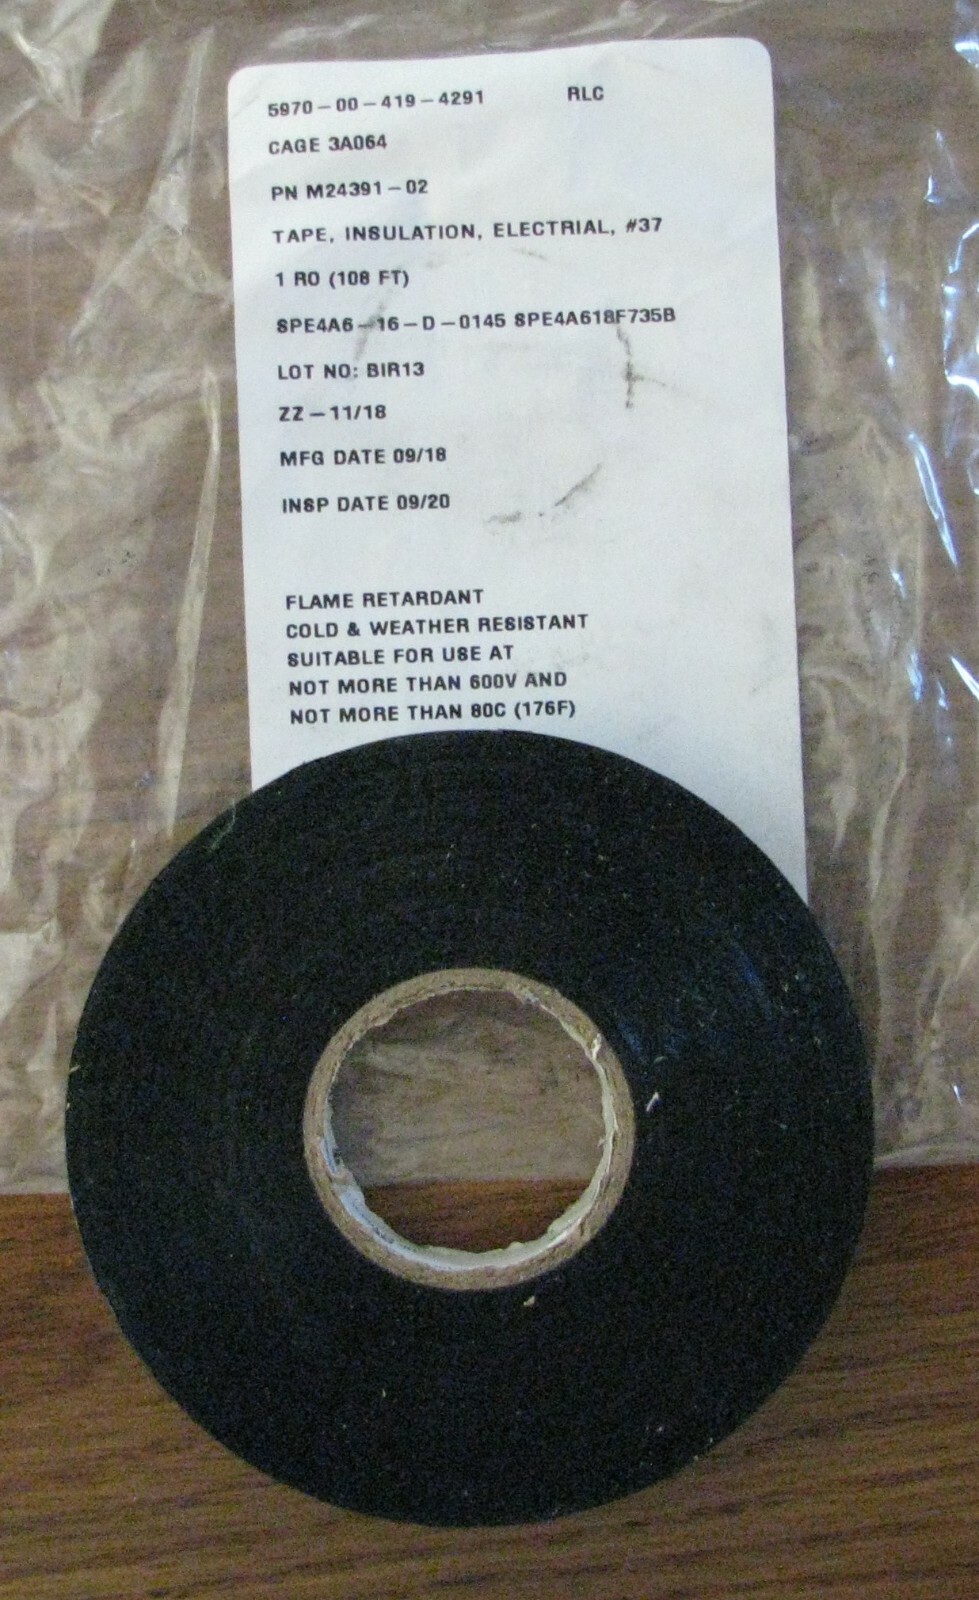 5970-00-419-4291 RLC
CAGE 3A064
PN M24391-02
TAPE, INSULATION, ELECTRIAL, #37
1 RO (108 FT)
SPE4A6-16-D-0145 SPE4A618F735B
LOT NO: BIR13
ZZ-11/18
MFG DATE 09/18
INSP DATE 09/20
FLAME RETARDANT
COLD & WEATHER RESISTANT
SUITABLE FOR USE AT
NOT MORE THAN 600V AND
NOT MORE THAN 80C (176F)